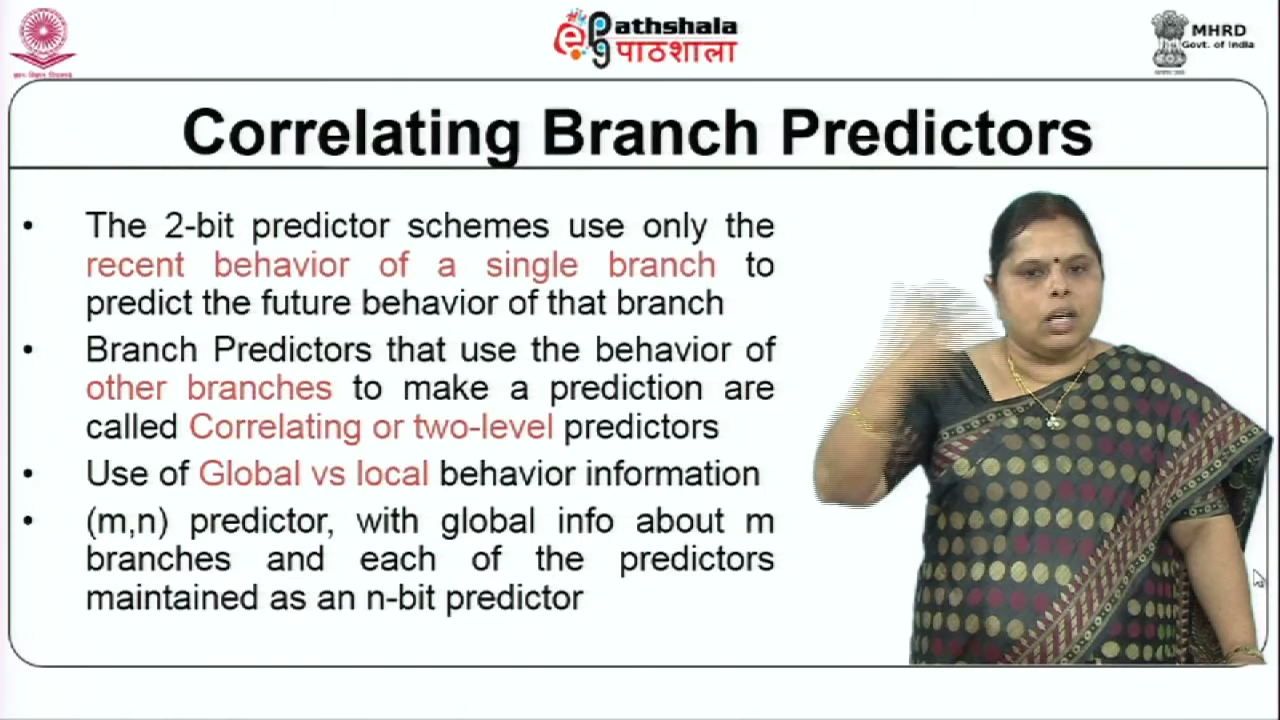 ePathshala
पाठशाला
MHRD
Govt. of India
Correlating Branch Predictors
• The 2-bit predictor schemes use only the
recent behavior of a single branch to
predict the future behavior of that branch
• Branch Predictors that use the behavior of
other branches to make a prediction are
called Correlating or two-level predictors
• Use of Global vs local behavior information
• (m,n) predictor, with global info about m
branches and each of the predictors
maintained as an n-bit predictor